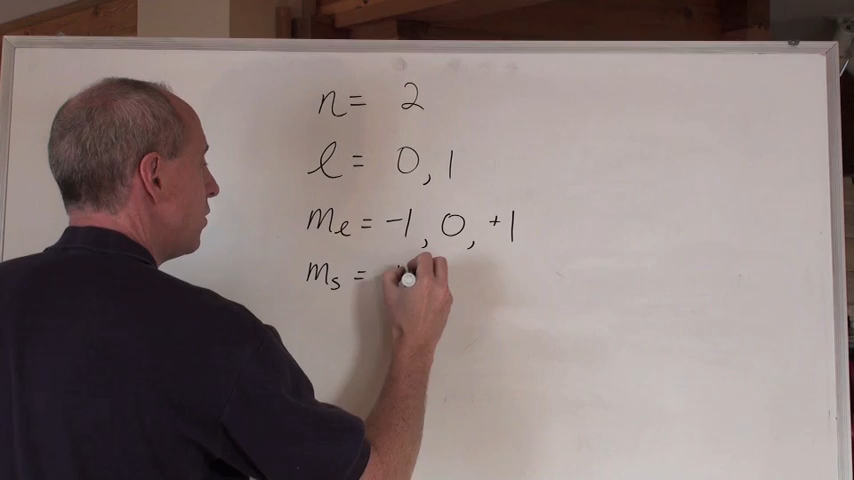 n = 2
l = 0, 1
mℓ = -1, 0, +1
ms =